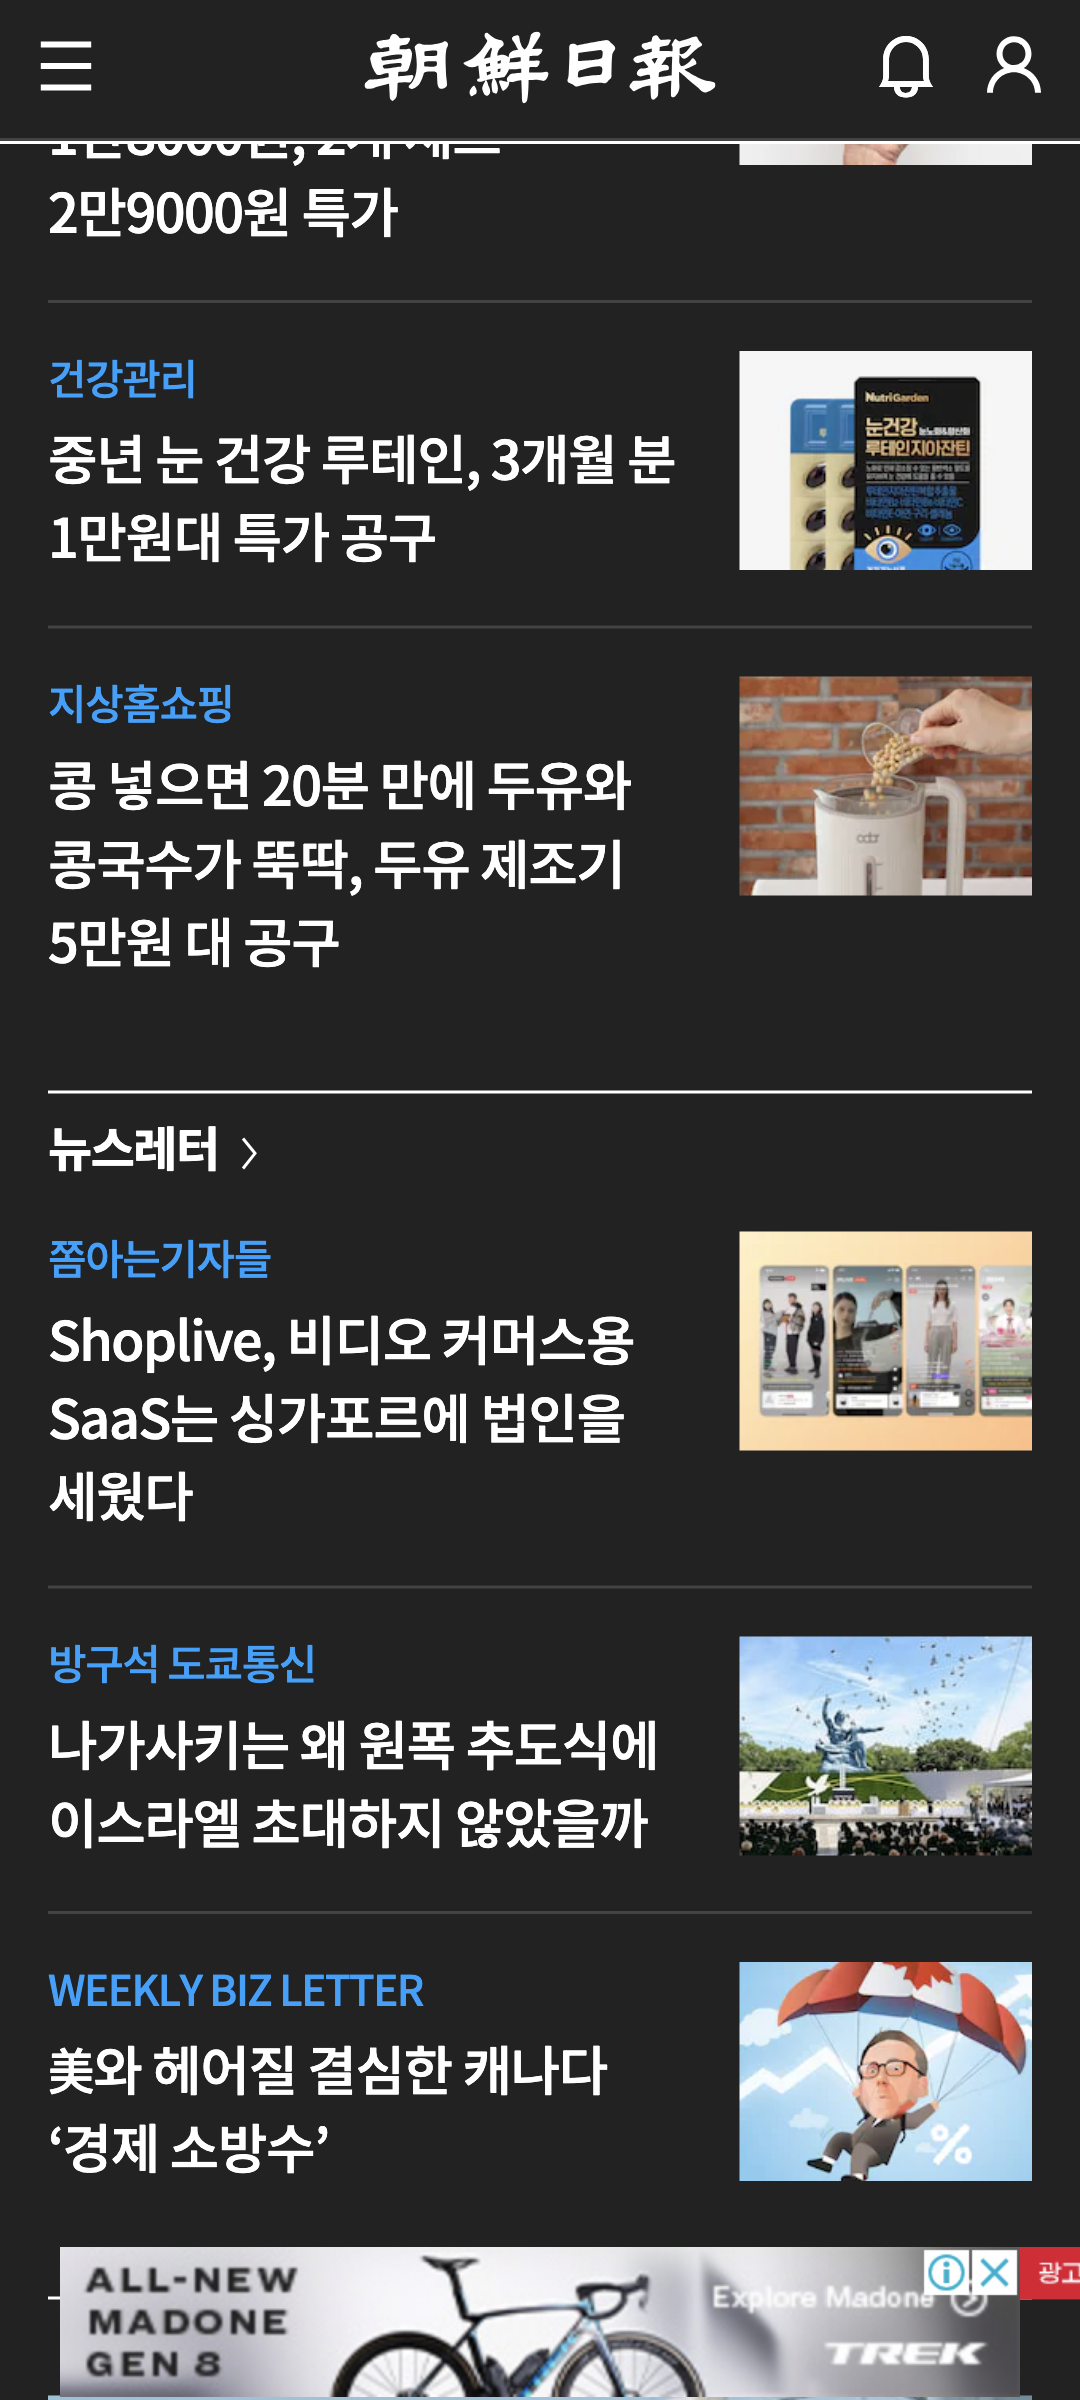 朝鮮日報
2만9000원 특가
건강관리
중년 눈 건강 루테인, 3개월 분
1만원대 특가 공구
NutriGarden
눈건강
루테인지아잔틴
지상홈쇼핑
콩 넣으면 20분 만에 두유와
콩국수가 뚝딱, 두유 제조기
5만원 대 공구
뉴스레터
쫌아는기자들
Shoplive, 비디오 커머스용
SaaS는 싱가포르에 법인을
세웠다
방구석 도쿄통신
나가사키는 왜 원폭 추도식에
이스라엘 초대하지 않았을까
WEEKLY BIZ LETTER
美와 헤어질 결심한 캐나다
‘경제 소방수’
%
ALL-NEW
MADONE
GEN 8
Explore Madone
TREK
광고